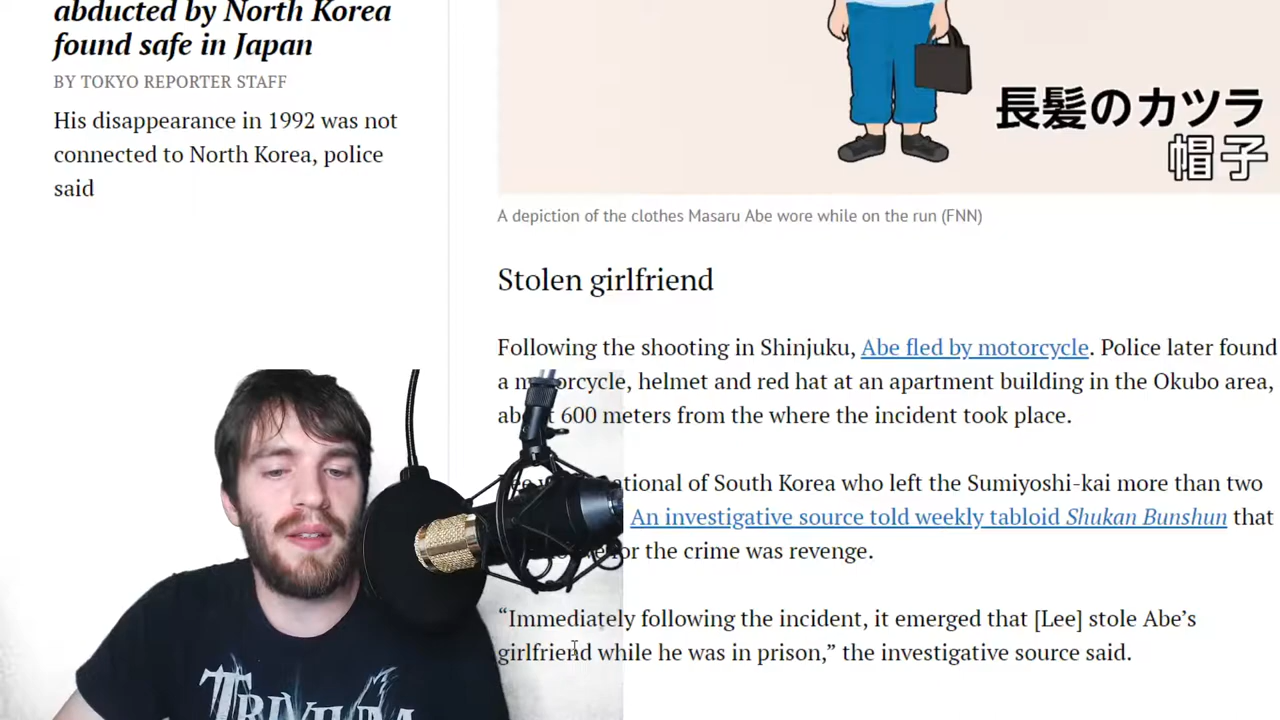 abducted by North Korea
found safe in Japan
BY TOKYO REPORTER STAFF
His disappearance in 1992 was not
connected to North Korea, police
said
長髪のカツラ
帽子
A depiction of the clothes Masaru Abe wore while on the run (FNN)
Stolen girlfriend
Following the shooting in Shinjuku, Abe fled by motorcycle. Police later found
a motorcycle, helmet and red hat at an apartment building in the Okubo area,
about 600 meters from the where the incident took place.
of South Korea who left the Sumiyoshi-kai more than two
An investigative source told weekly tabloid Shukan Bunshun that
for the crime was revenge.
“Immediately following the incident, it emerged that [Lee] stole Abe’s
girlfriend while he was in prison,” the investigative source said.
TRIVIUM